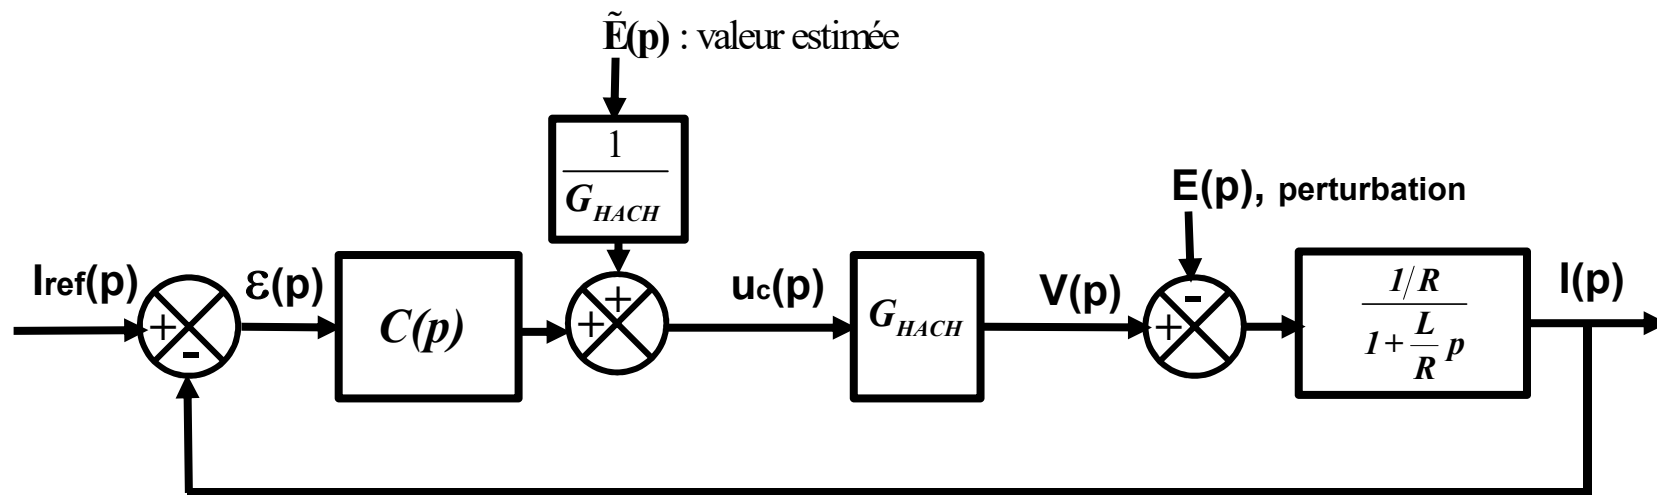 Ẽ(p) : valeur estimée
1
G_HACH
E(p), perturbation
Iref(p)
+
-
ε(p)
C(p)
+
+
uc(p)
G_HACH
V(p)
-
+
1/R
1 + L/R p
I(p)